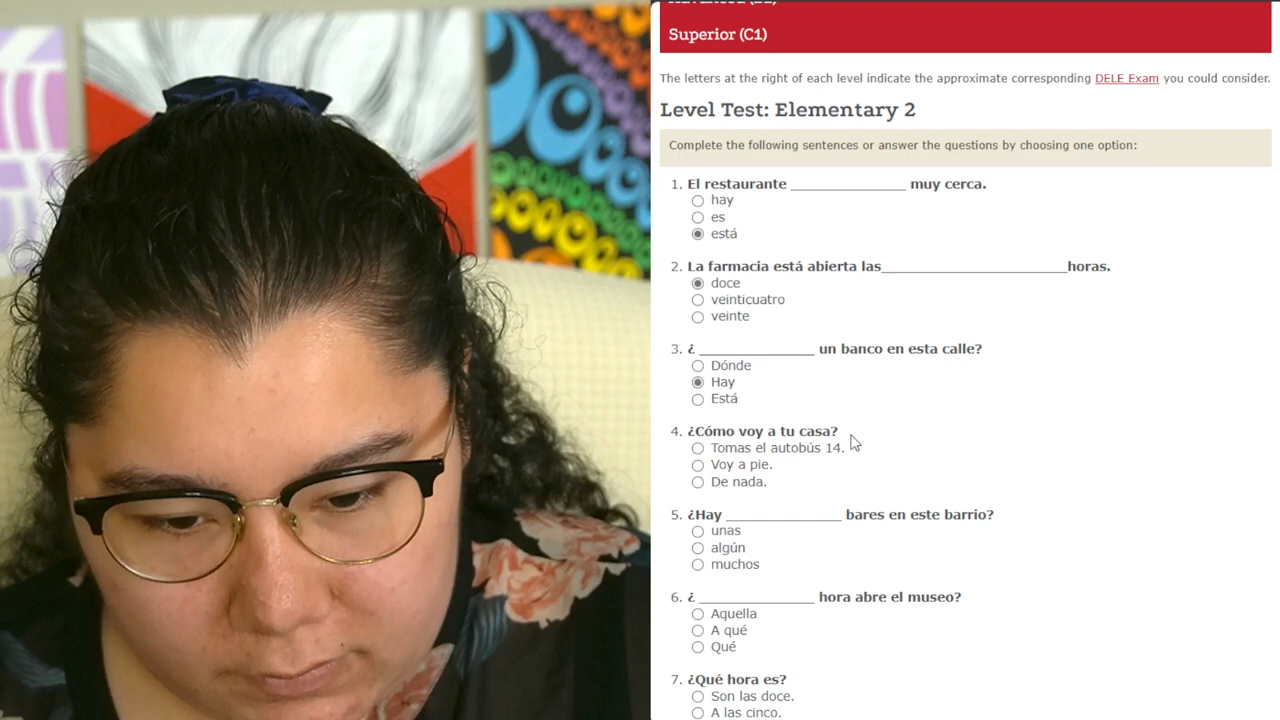 Superior (C1)
The letters at the right of each level indicate the approximate corresponding DELE Exam you could consider.
Level Test: Elementary 2
Complete the following sentences or answer the questions by choosing one option:
1. El restaurante ______________ muy cerca.
hay
es
está
2. La farmacia está abierta las______________________horas.
doce
veinticuatro
veinte
3. ¿ ______________ un banco en esta calle?
Dónde
Hay
Está
4. ¿Cómo voy a tu casa?
Tomas el autobús 14.
Voy a pie.
De nada.
5. ¿Hay ______________ bares en este barrio?
unas
algún
muchos
6. ¿ ______________ hora abre el museo?
Aquella
A qué
Qué
7. ¿Qué hora es?
Son las doce.
A las cinco.